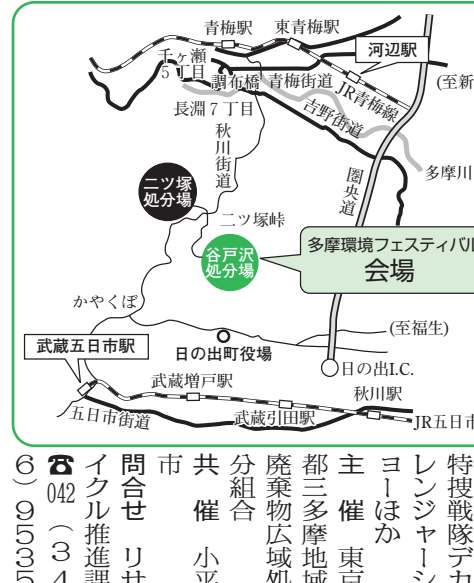 青梅駅
東青梅駅
河辺駅
千ヶ瀬
5丁目
調布橋
青梅街道
JR青梅線
(至新
長淵7丁目
吉野街道
秋川街道
圏央道
多摩川
二ツ塚
処分場
二ツ塚峠
谷戸沢
処分場
多摩環境フェスティバル
会場
かやくぼ
(至福生)
武蔵五日市駅
日の出町役場
日の出I.C.
武蔵増戸駅
秋川駅
五日市街道
武蔵引田駅
JR五日市
特捜戦隊デカ
レンジャーシ
ョーほか
主 催 東京
都三多摩地域
廃棄物広域処
分組合
共 催 小平
市
問合せ リサ
イクル推進課
☎042(34
6)9535